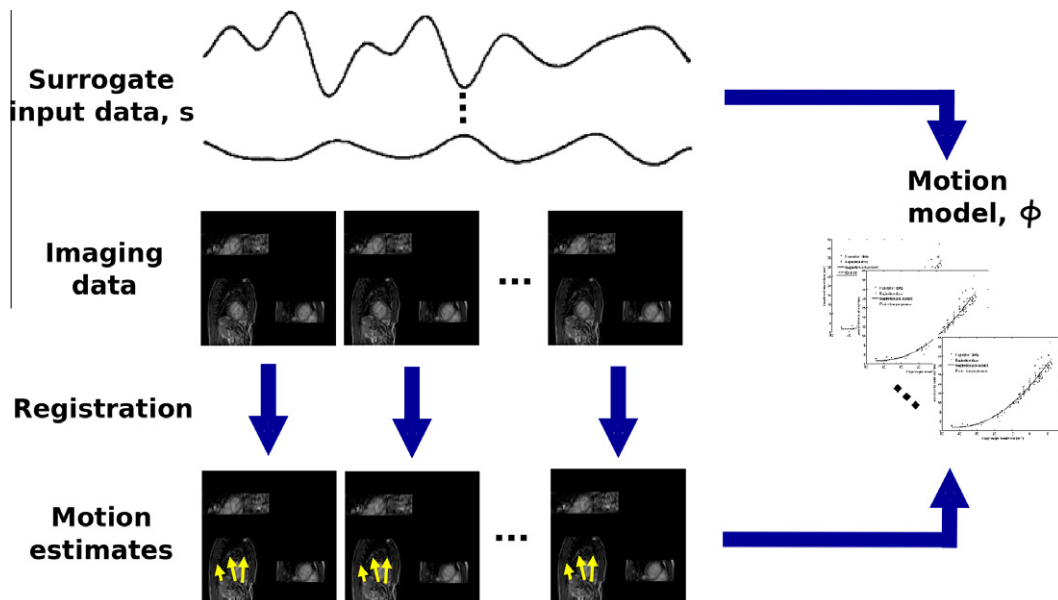 Surrogate
input data, s
Motion
model, ϕ
Imaging
data
...
Registration
Motion
estimates
...